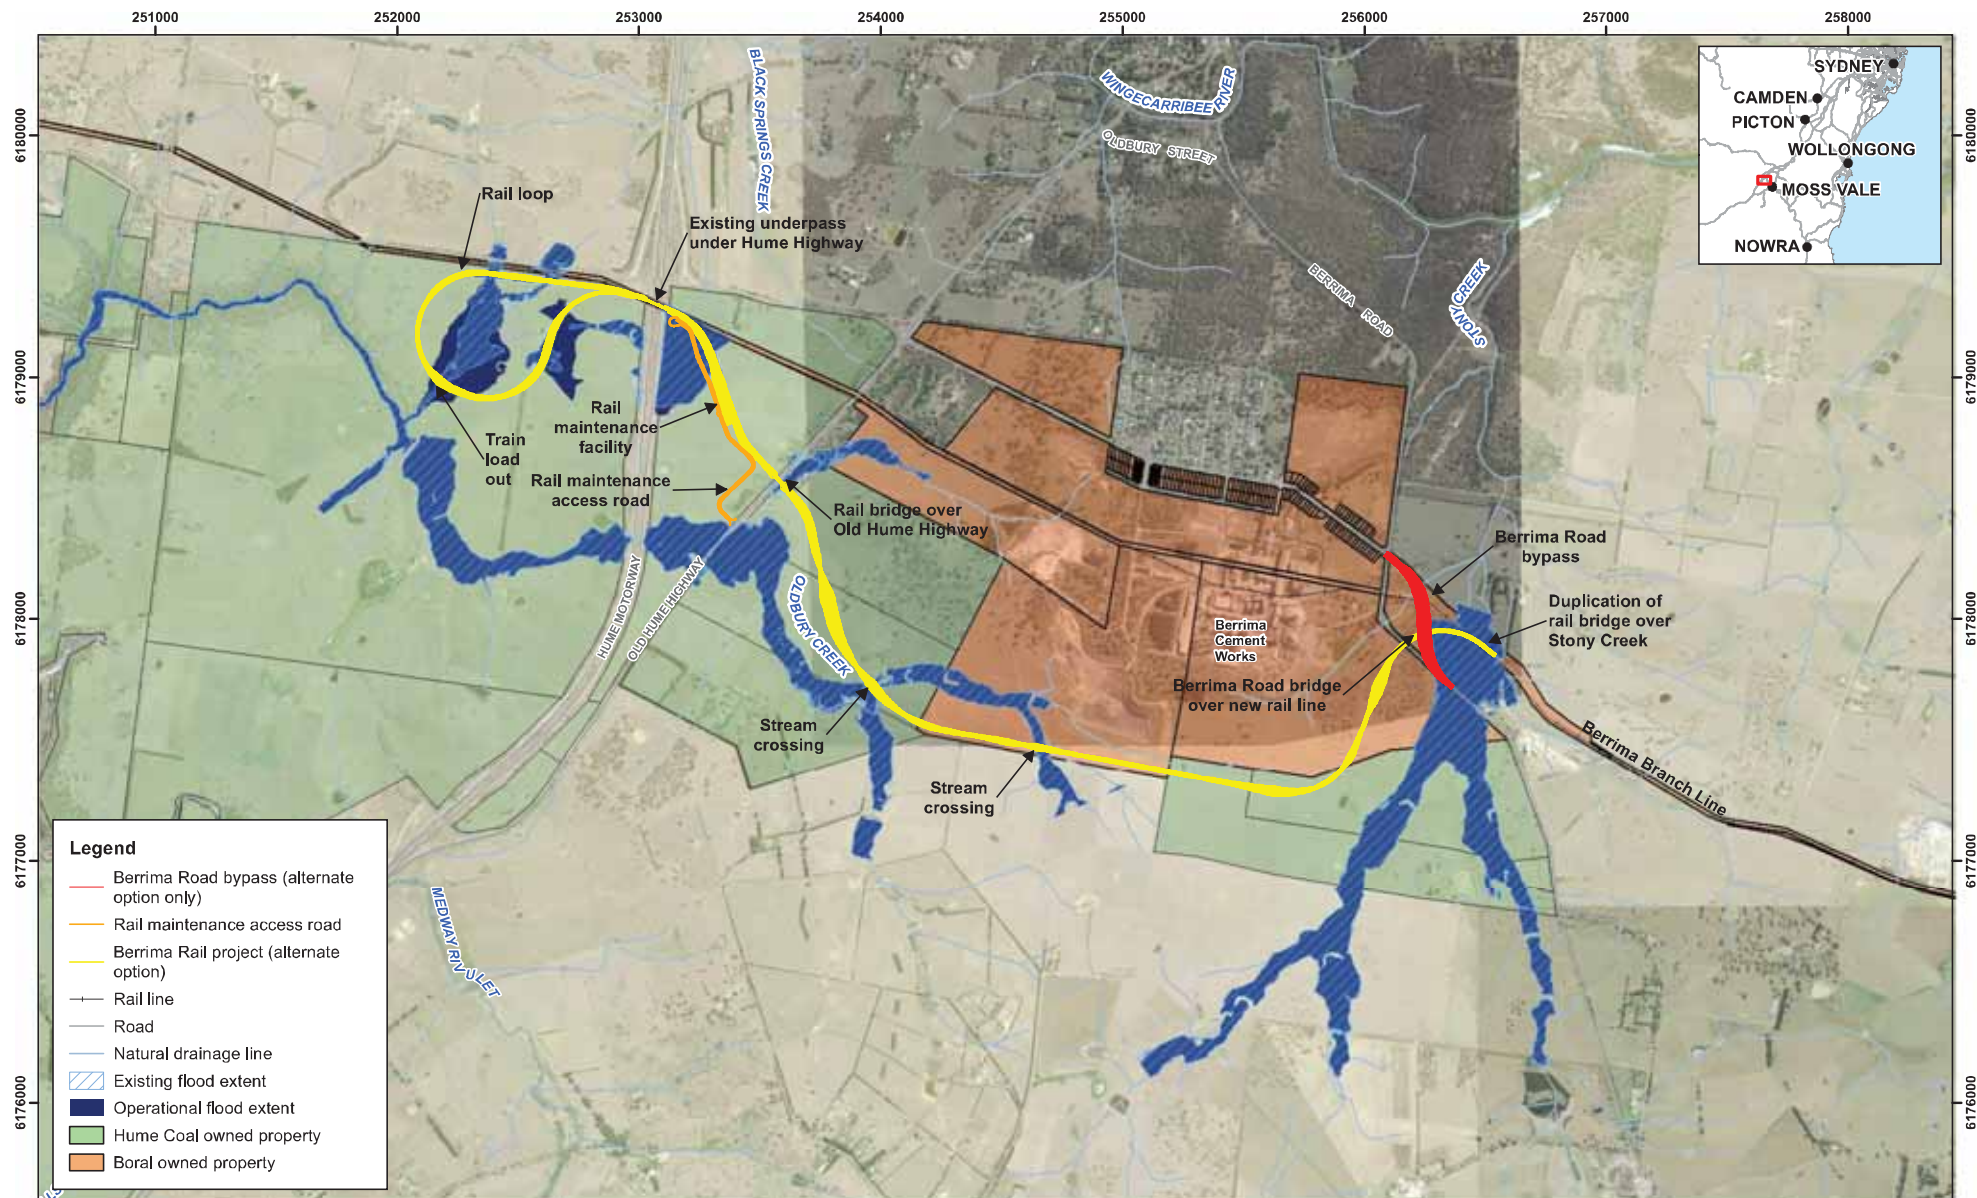 251000
252000
253000
254000
255000
256000
257000
258000
6180000
6179000
6178000
6177000
6176000
6180000
6179000
6178000
6177000
6176000
SYDNEY
CAMDEN
PICTON
WOLLONGONG
MOSS VALE
NOWRA
BLACK SPRINGS CREEK
WINGECARRIBEE RIVER
OLDBURY STREET
BERRIMA ROAD
STONY CREEK
Rail loop
Existing underpass
under Hume Highway
Rail
maintenance
facility
Train
load
out
Rail maintenance
access road
Rail bridge over
Old Hume Highway
Berrima Road
bypass
Duplication of
rail bridge over
Stony Creek
HUME MOTORWAY
OLD HUME HIGHWAY
OLDBURY CREEK
Berrima
Cement
Works
Berrima Road bridge
over new rail line
Stream
crossing
Stream
crossing
Berrima Branch Line
MEDWAY RIVULET
Legend
Berrima Road bypass (alternate
option only)
Rail maintenance access road
Berrima Rail project (alternate
option)
Rail line
Road
Natural drainage line
Existing flood extent
Operational flood extent
Hume Coal owned property
Boral owned property